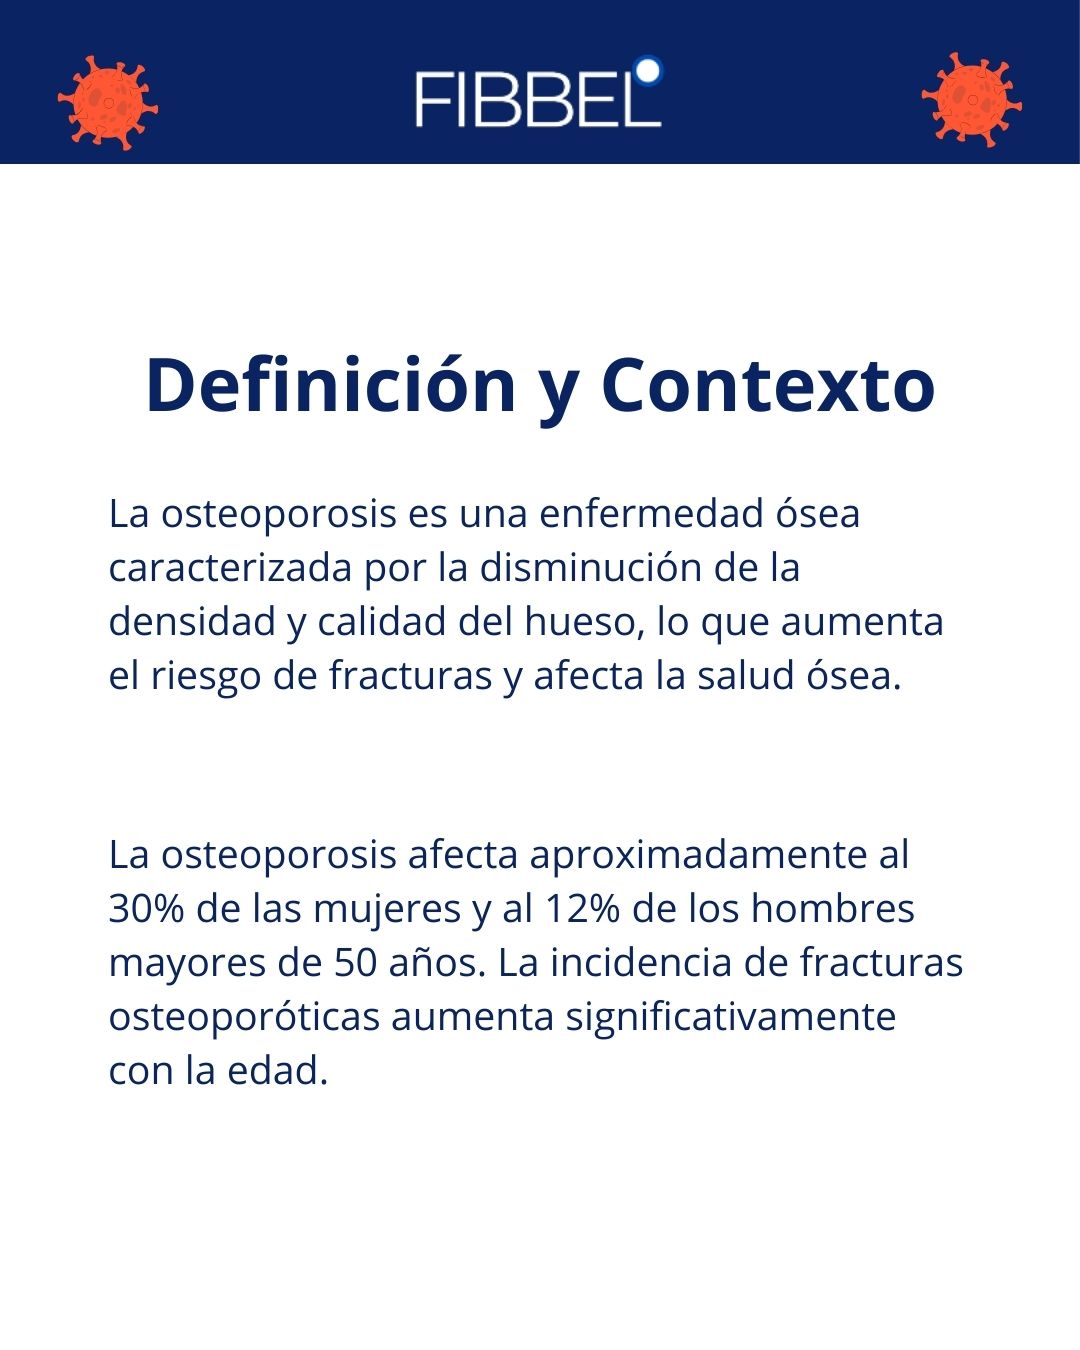 FIBBEL
Definición y Contexto
La osteoporosis es una enfermedad ósea
caracterizada por la disminución de la
densidad y calidad del hueso, lo que aumenta
el riesgo de fracturas y afecta la salud ósea.
La osteoporosis afecta aproximadamente al
30% de las mujeres y al 12% de los hombres
mayores de 50 años. La incidencia de fracturas
osteoporóticas aumenta significativamente
con la edad.